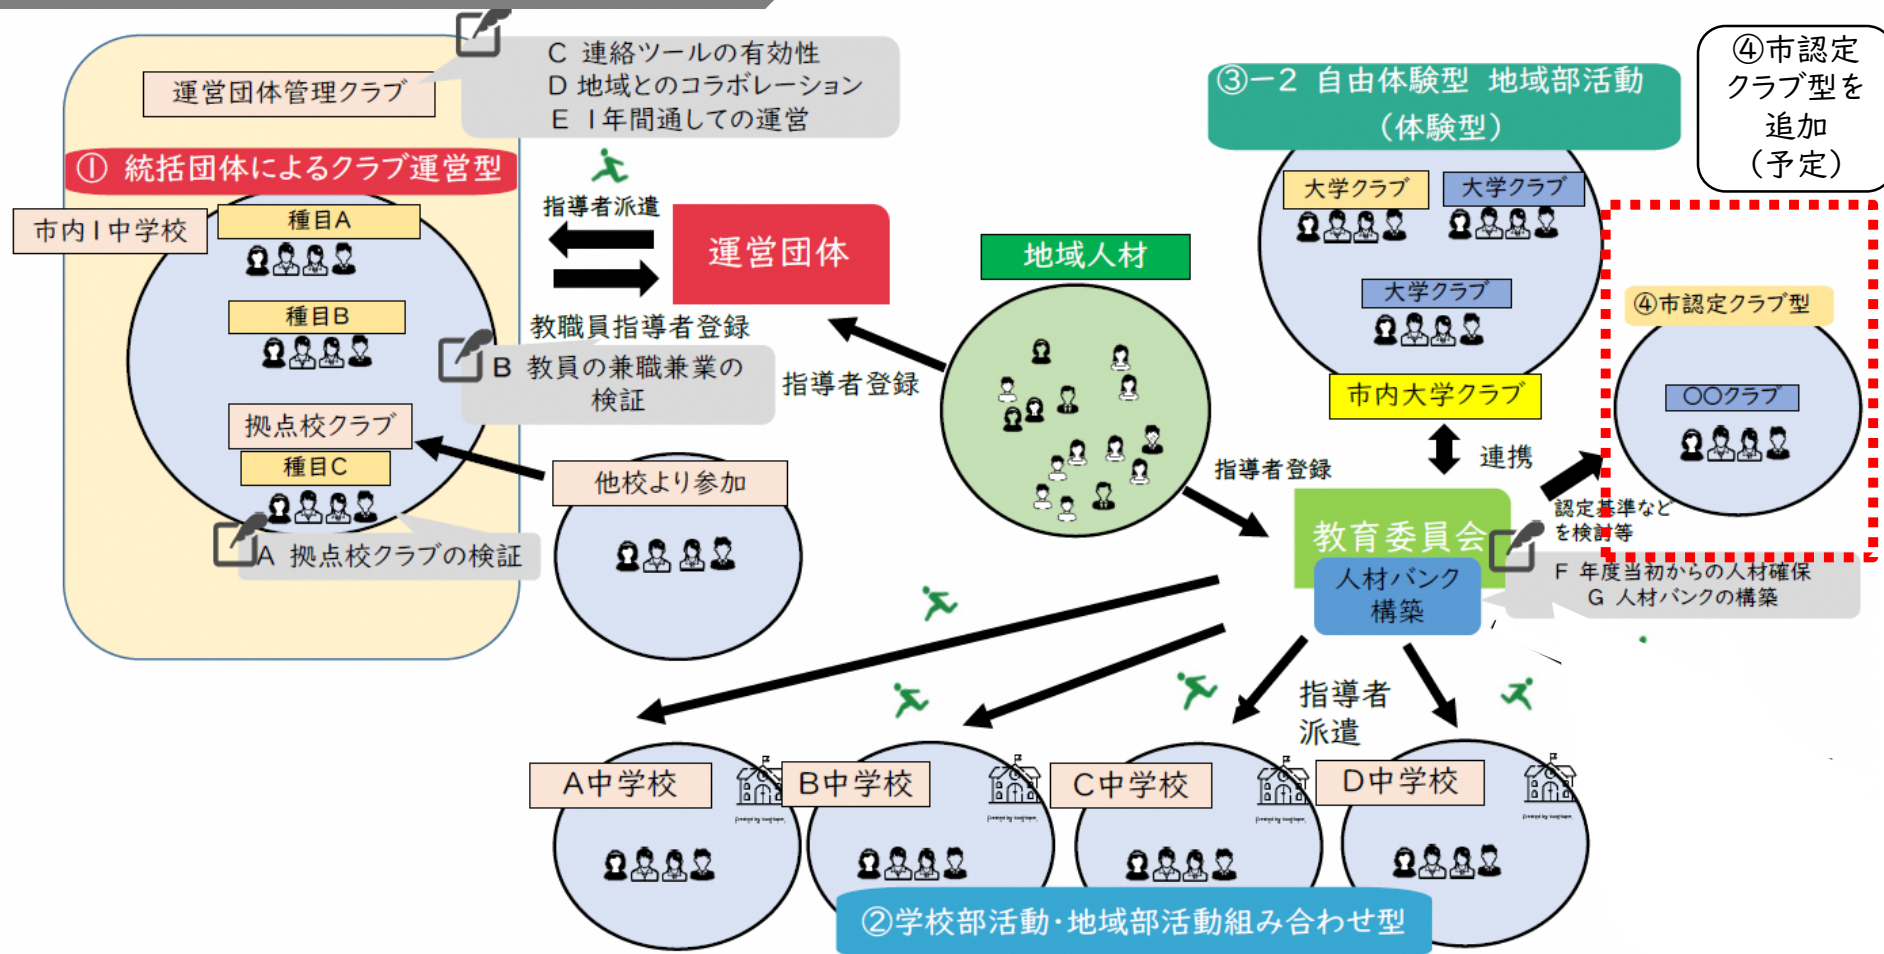 運営団体管理クラブ
C 連絡ツールの有効性
D 地域とのコラボレーション
E 1年間通しての運営
① 統括団体によるクラブ運営型
市内1中学校
種目A
種目B
拠点校クラブ
種目C
A 拠点校クラブの検証
指導者派遣
運営団体
教職員指導者登録
B 教員の兼職兼業の
検証
指導者登録
他校より参加
地域人材
③ー2 自由体験型 地域部活動
(体験型)
大学クラブ
大学クラブ
大学クラブ
市内大学クラブ
連携
④市認定
クラブ型を
追加
(予定)
④市認定クラブ型
〇〇クラブ
指導者登録
教育委員会
人材バンク
構築
認定基準など
を検討等
F 年度当初からの人材確保
G 人材バンクの構築
指導者
派遣
A中学校
B中学校
C中学校
D中学校
②学校部活動・地域部活動組み合わせ型